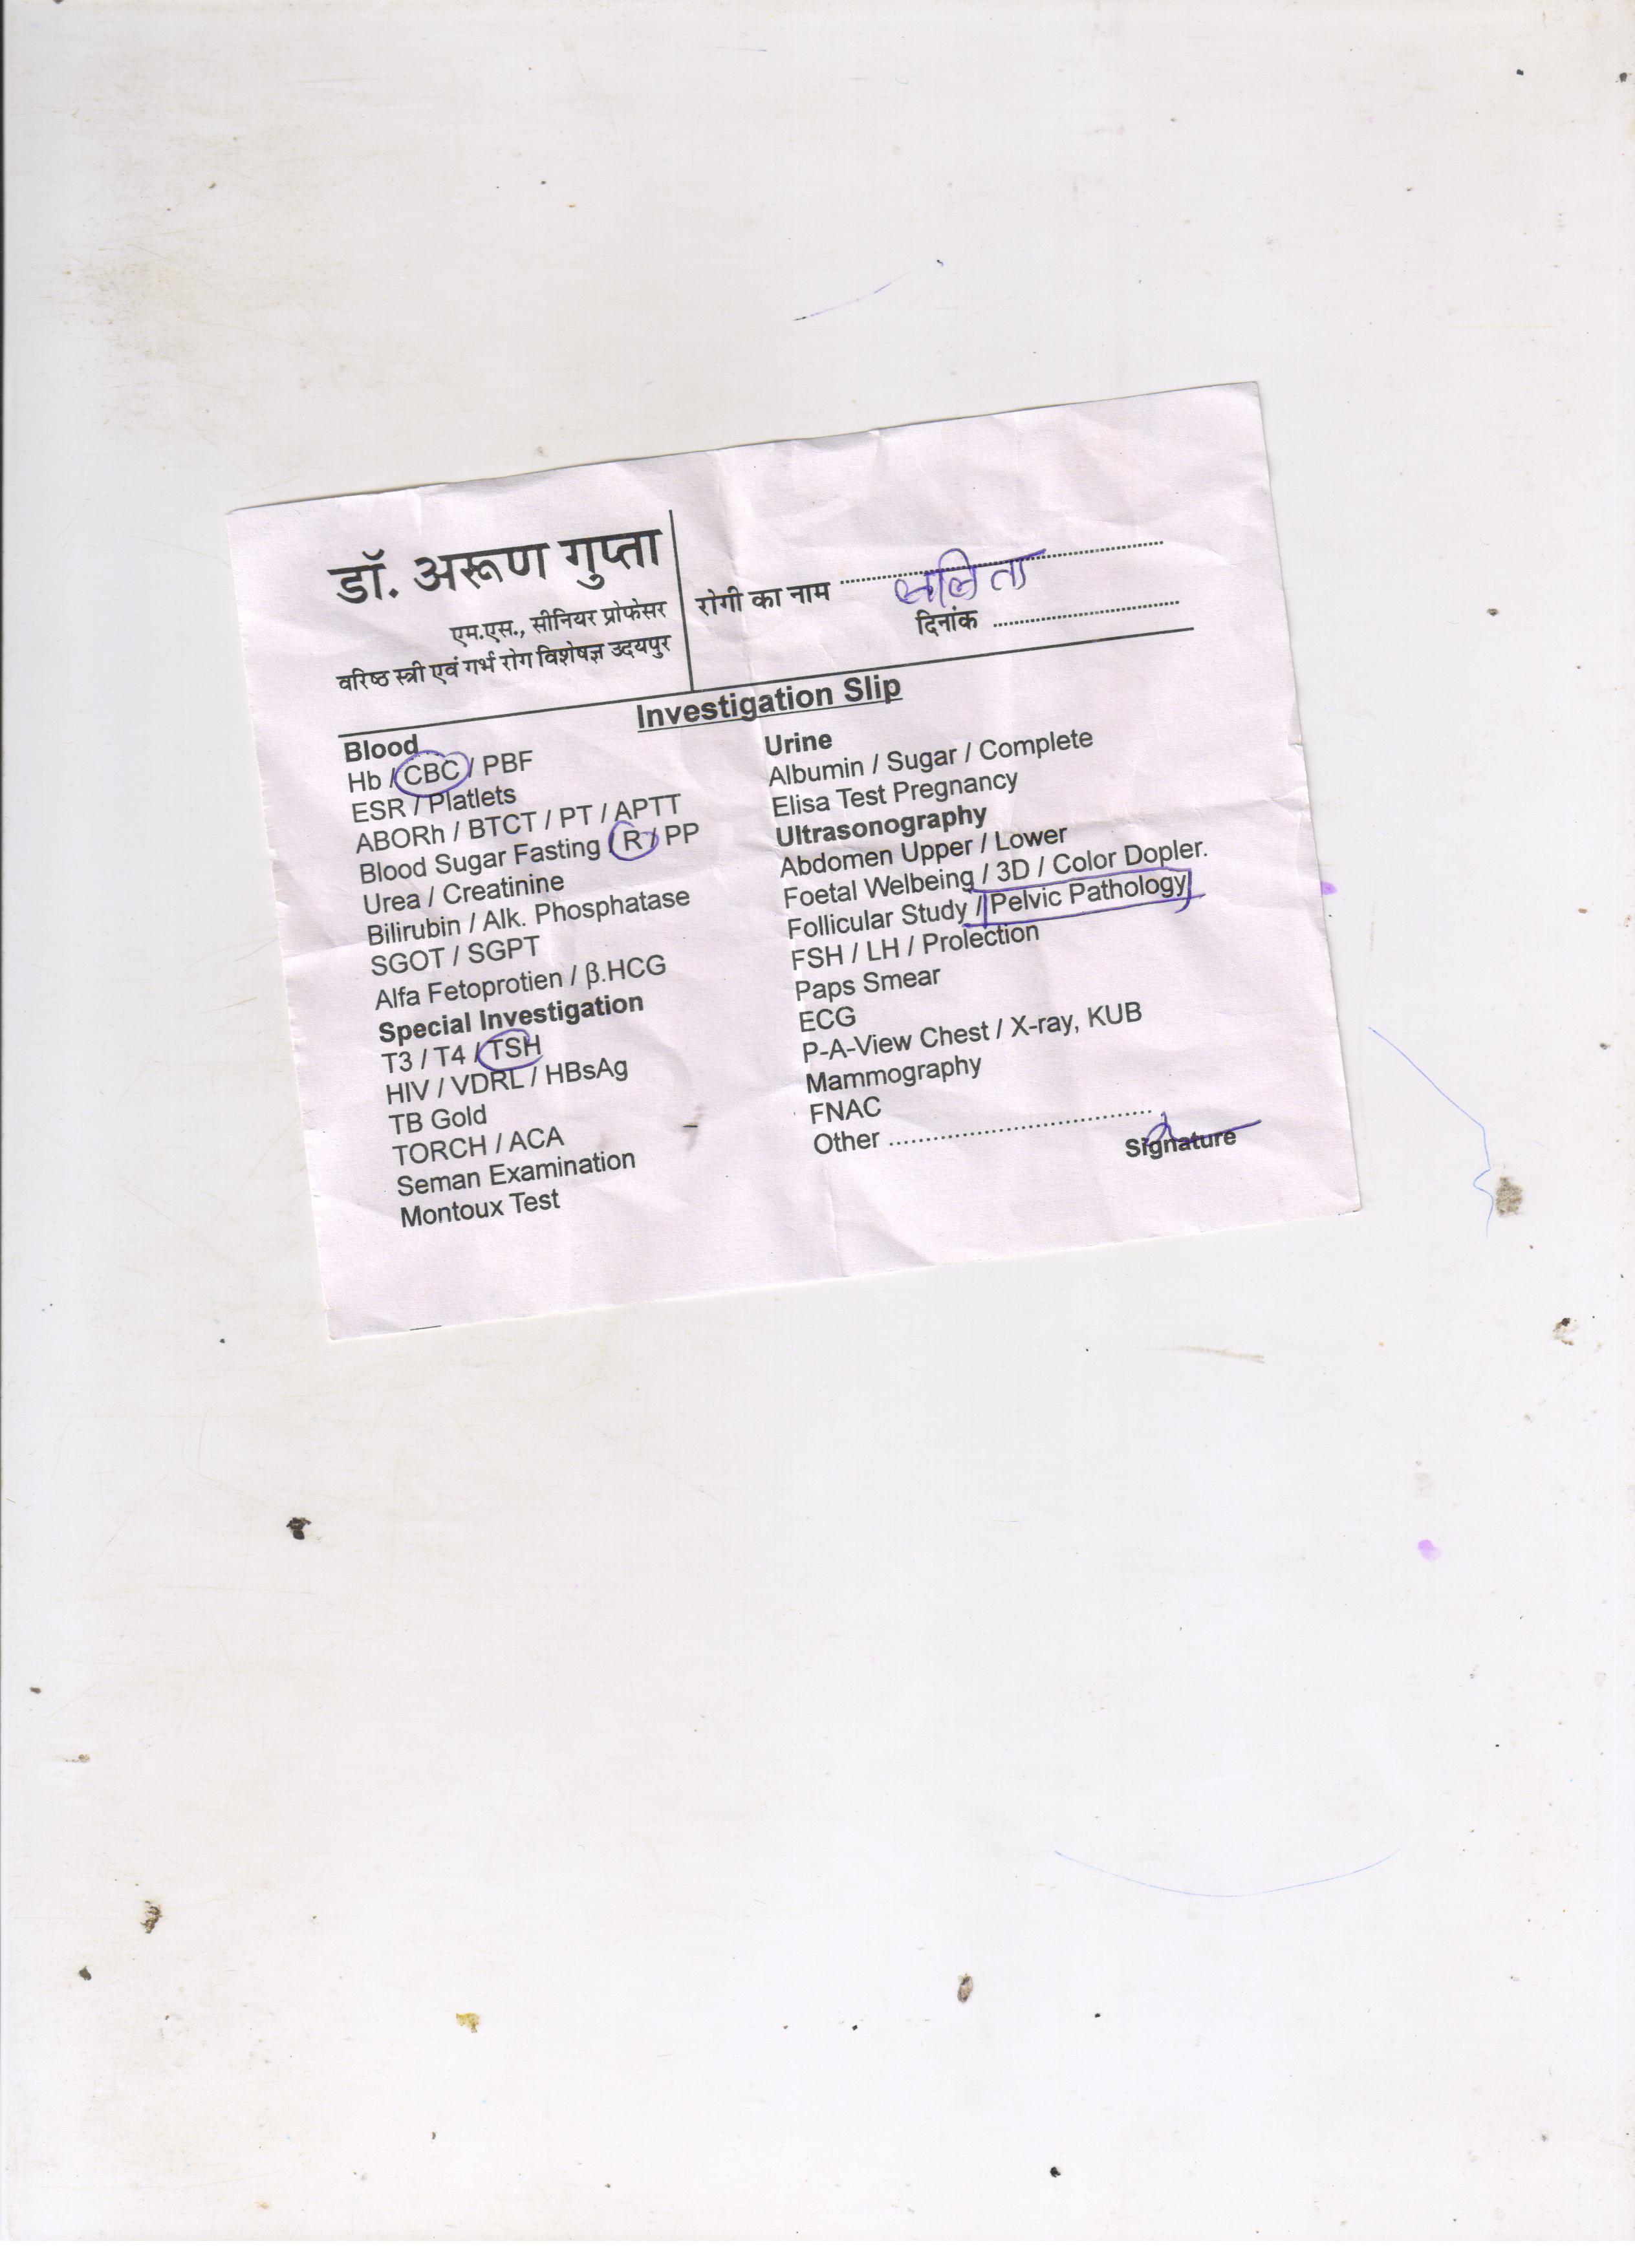 डॉ. अरूण गुप्ता
एम.एस., सीनियर प्रोफेसर
वरिष्ठ स्त्री एवं गर्भ रोग विशेषज्ञ उदयपुर
रोगी का नाम ........................
दिनांक ........................
Investigation Slip
Blood
Hb / CBC / PBF
ESR / Platlets
ABORh / BTCT / PT / APTT
Blood Sugar Fasting / R / PP
Urea / Creatinine
Bilirubin / Alk. Phosphatase
SGOT / SGPT
Alfa Fetoprotien / β.HCG
Special Investigation
T3 / T4 / TSH
HIV / VDRL / HBsAg
TB Gold
TORCH / ACA
Seman Examination
Montoux Test
Urine
Albumin / Sugar / Complete
Elisa Test Pregnancy
Ultrasonography
Abdomen Upper / Lower
Foetal Welbeing / 3D / Color Dopler.
Follicular Study / Pelvic Pathology
FSH / LH / Prolection
Paps Smear
ECG
P-A-View Chest / X-ray, KUB
Mammography
FNAC
Other ........................
Signature